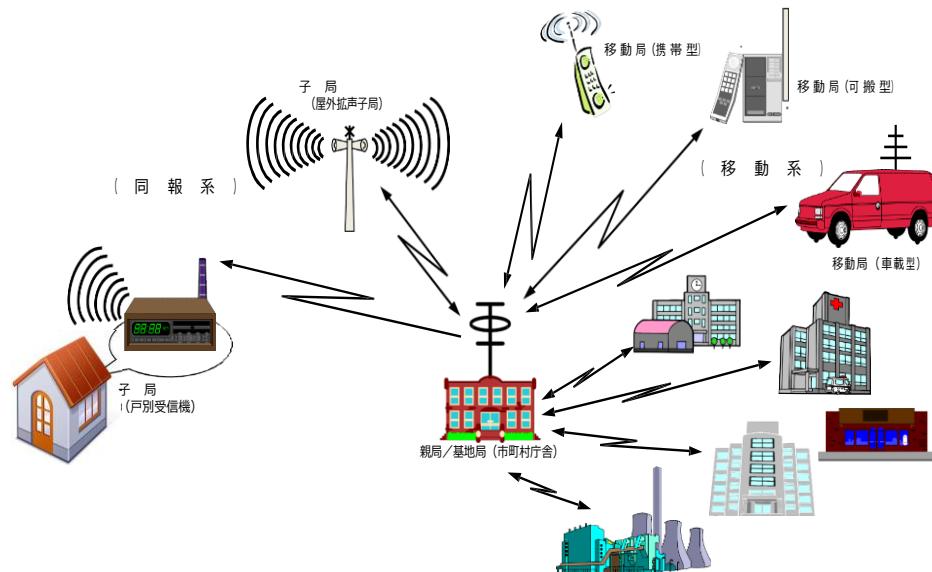 移動局(携帯型)
子 局
(屋外拡声子局)
移動局(可搬型)
( 同 報 系 )
( 移 動 系 )
移動局(車載型)
88:88
子 局
(戸別受信機)
親局/基地局(市町村庁舎)